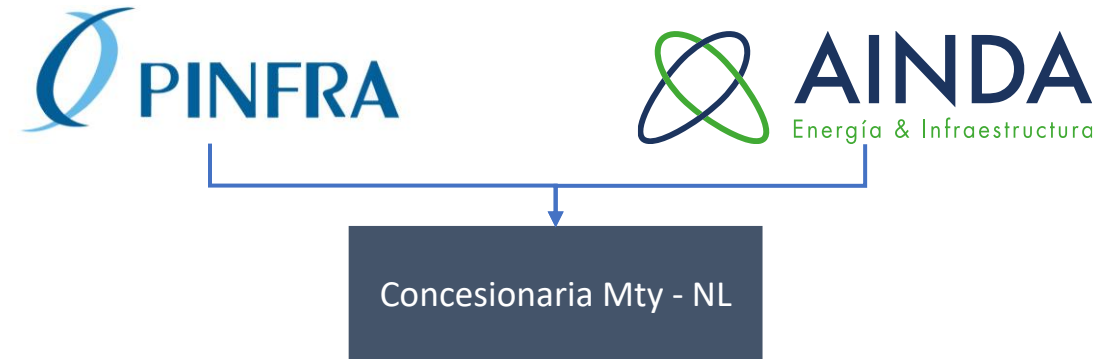 PINFRA
AINDA
Energía & Infraestructura
Concesionaria Mty - NL